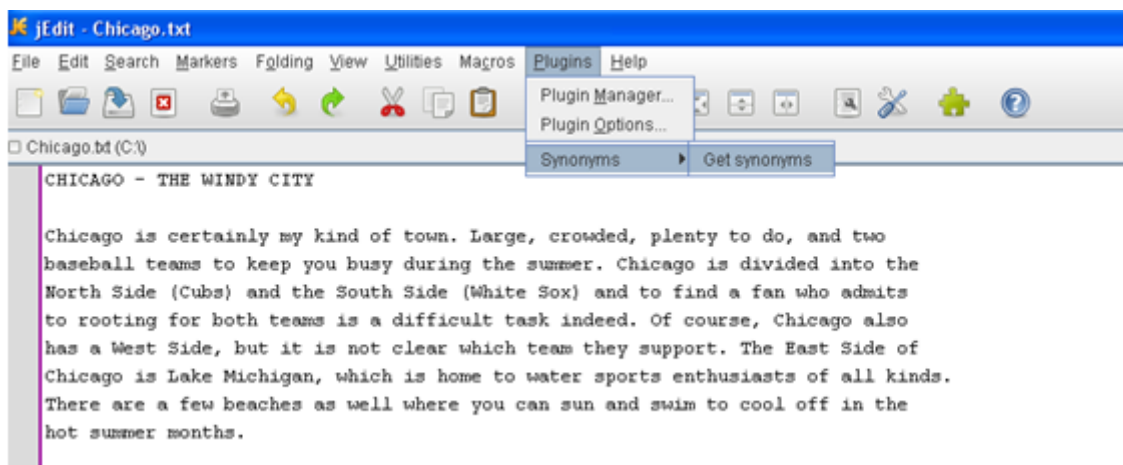 jEdit - Chicago.txt
File Edit Search Markers Folding View Utilities Macros Plugins Help
Plugin Manager...
Plugin Options...
Chicago.txt (C:\)
Synonyms Get synonyms
CHICAGO - THE WINDY CITY
Chicago is certainly my kind of town. Large, crowded, plenty to do, and two
baseball teams to keep you busy during the summer. Chicago is divided into the
North Side (Cubs) and the South Side (White Sox) and to find a fan who admits
to rooting for both teams is a difficult task indeed. Of course, Chicago also
has a West Side, but it is not clear which team they support. The East Side of
Chicago is Lake Michigan, which is home to water sports enthusiasts of all kinds.
There are a few beaches as well where you can sun and swim to cool off in the
hot summer months.